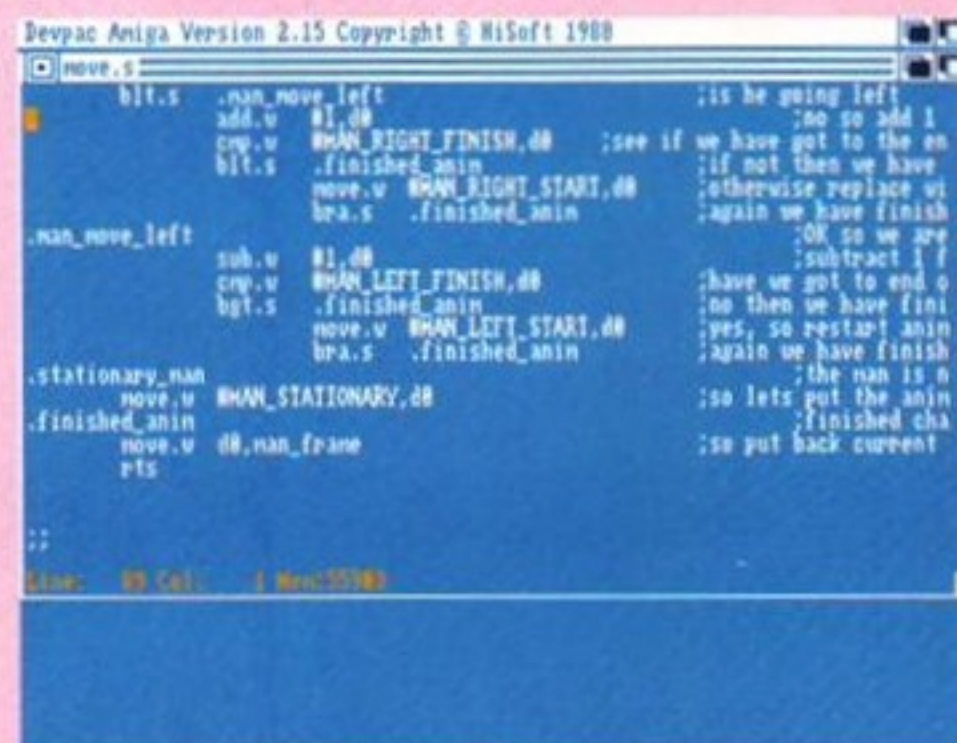 Devpac Amiga Version 2.15 Copyright © HiSoft 1988
move.s
blt.s .man_move_left ;is he going left
add.w #1,d0 ;no so add 1
cmp.w #MAN_RIGHT_FINISH,d0 ;see if we have got to the en
blt.s .finished_anim ;if not then we have
move.w #MAN_RIGHT_START,d0 ;otherwise replace wi
bra.s .finished_anim ;again we have finish
.man_move_left ;OK so we are
sub.w #1,d0 ;subtract 1 f
cmp.w #MAN_LEFT_FINISH,d0 ;have we got to end o
bgt.s .finished_anim ;no then we have fini
move.w #MAN_LEFT_START,d0 ;yes, so restart anim
bra.s .finished_anim ;again we have finish
.stationary_man ;the man is n
move.w #MAN_STATIONARY,d0 ;so lets put the anim
.finished_anim ;finished cha
move.w d0,man_frame ;so put back current
rts
;;
Line: 89 Col: 1 Mem: